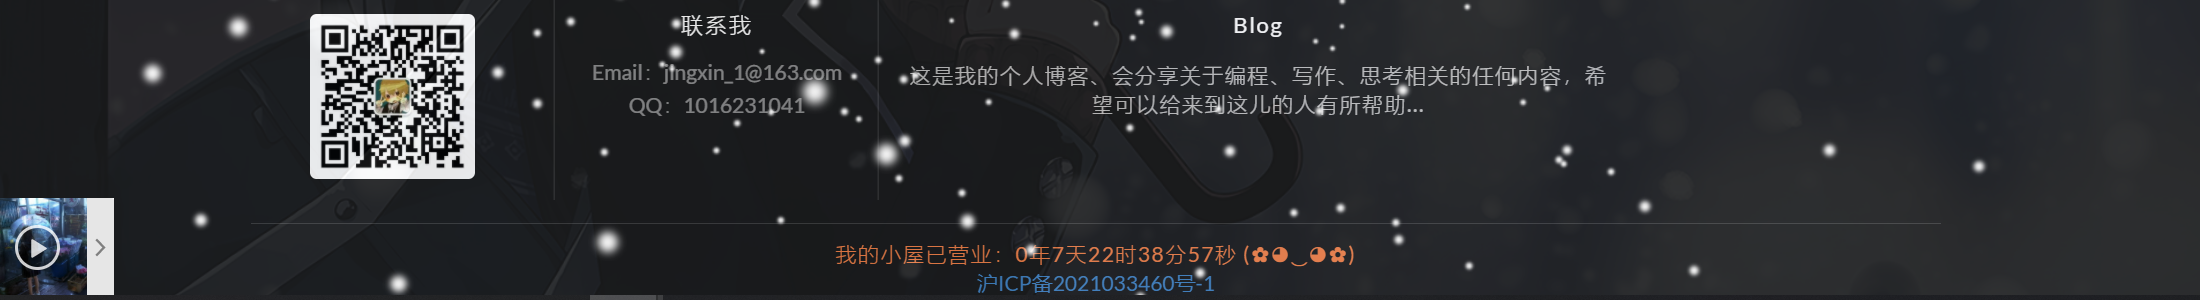 联系我
Email：jingxin_1@163.com
QQ：1016231041
Blog
这是我的个人博客、会分享关于编程、写作、思考相关的任何内容，希
望可以给来到这儿的人有所帮助...
我的小屋已营业：0年7天22时38分57秒 (✿◕‿◕✿)
沪ICP备2021033460号-1